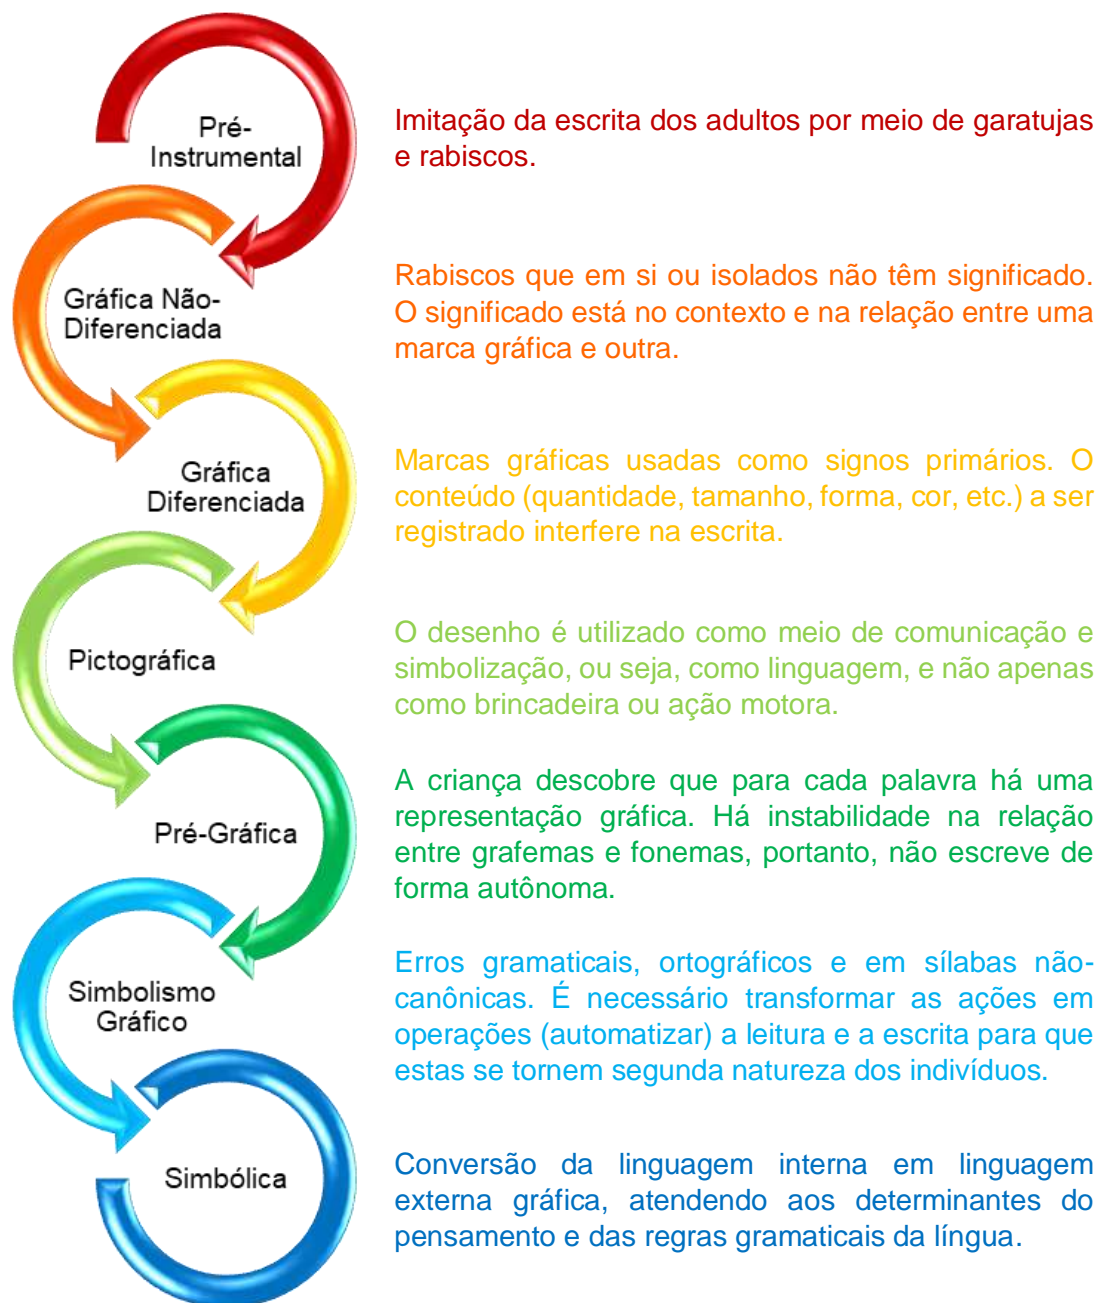 Pré-
Instrumental
Imitação da escrita dos adultos por meio de garatujas
e rabiscos.
Gráfica Não-
Diferenciada
Rabiscos que em si ou isolados não têm significado.
O significado está no contexto e na relação entre uma
marca gráfica e outra.
Gráfica
Diferenciada
Marcas gráficas usadas como signos primários. O
conteúdo (quantidade, tamanho, forma, cor, etc.) a ser
registrado interfere na escrita.
Pictográfica
O desenho é utilizado como meio de comunicação e
simbolização, ou seja, como linguagem, e não apenas
como brincadeira ou ação motora.
Pré-Gráfica
A criança descobre que para cada palavra há uma
representação gráfica. Há instabilidade na relação
entre grafemas e fonemas, portanto, não escreve de
forma autônoma.
Simbolismo
Gráfico
Erros gramaticais, ortográficos e em sílabas não-
canônicas. É necessário transformar as ações em
operações (automatizar) a leitura e a escrita para que
estas se tornem segunda natureza dos indivíduos.
Simbólica
Conversão da linguagem interna em linguagem
externa gráfica, atendendo aos determinantes do
pensamento e das regras gramaticais da língua.